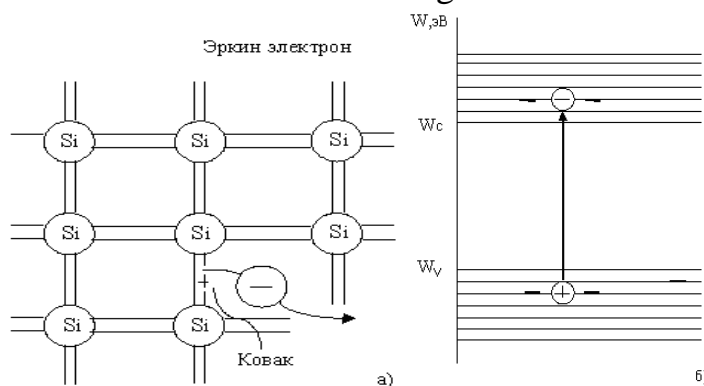 Эркин электрон
W,эВ
Si Si Si
Wc
Si Si Si
Wv
+ −
− +
Si Si
Ковак
а)
б